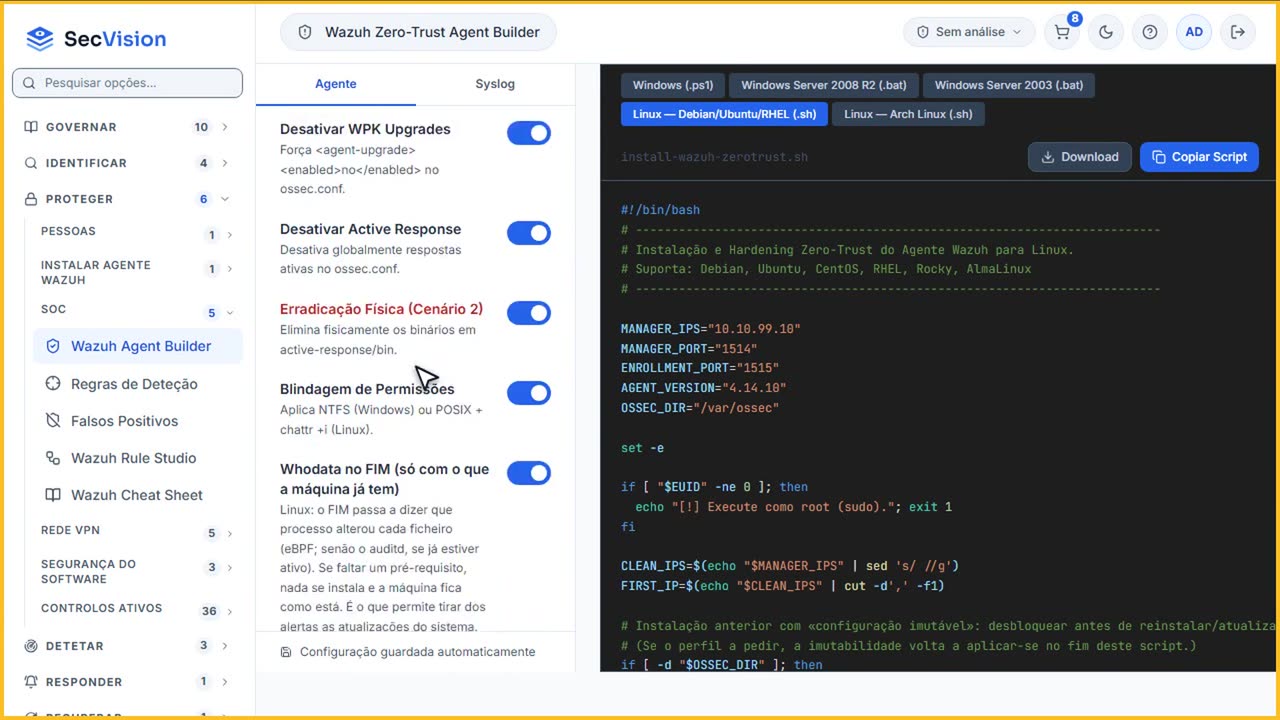 SecVision
Pesquisar opções...
GOVERNAR 10
IDENTIFICAR 4
PROTEGER 6
PESSOAS 1
INSTALAR AGENTE
WAZUH 1
SOC 5
Wazuh Agent Builder
Regras de Deteção
Falsos Positivos
Wazuh Rule Studio
Wazuh Cheat Sheet
REDE VPN 5
SEGURANÇA DO
SOFTWARE 3
CONTROLOS ATIVOS 36
DETETAR 3
RESPONDER 1
Wazuh Zero-Trust Agent Builder
Sem análise
8
AD
Agente Syslog
Desativar WPK Upgrades
Força <agent-upgrade>
<enabled>no</enabled> no
ossec.conf.
Desativar Active Response
Desativa globalmente respostas
ativas no ossec.conf.
Erradicação Física (Cenário 2)
Elimina fisicamente os binários em
active-response/bin.
Blindagem de Permissões
Aplica NTFS (Windows) ou POSIX +
chattr +i (Linux).
Whodata no FIM (só com o que
a máquina já tem)
Linux: o FIM passa a dizer que
processo alterou cada ficheiro
(eBPF; senão o auditd, se já estiver
ativo). Se faltar um pré-requisito,
nada se instala e a máquina fica
como está. É o que permite tirar dos
alertas as atualizações do sistema.
Configuração guardada automaticamente
Windows (.ps1) Windows Server 2008 R2 (.bat) Windows Server 2003 (.bat)
Linux — Debian/Ubuntu/RHEL (.sh) Linux — Arch Linux (.sh)
install-wazuh-zerotrust.sh Download Copiar Script
#!/bin/bash
# --------------------------------------------------------------------------
# Instalação e Hardening Zero-Trust do Agente Wazuh para Linux.
# Suporta: Debian, Ubuntu, CentOS, RHEL, Rocky, AlmaLinux
# --------------------------------------------------------------------------
MANAGER_IPS="10.10.99.10"
MANAGER_PORT="1514"
ENROLLMENT_PORT="1515"
AGENT_VERSION="4.14.10"
OSSEC_DIR="/var/ossec"
set -e
if [ "$EUID" -ne 0 ]; then
echo "[!] Execute como root (sudo)."; exit 1
fi
CLEAN_IPS=$(echo "$MANAGER_IPS" | sed 's/ //g')
FIRST_IP=$(echo "$CLEAN_IPS" | cut -d',' -f1)
# Instalação anterior com «configuração imutável»: desbloquear antes de reinstalar/atualiza
# (Se o perfil a pedir, a imutabilidade volta a aplicar-se no fim deste script.)
if [ -d "$OSSEC_DIR" ]; then